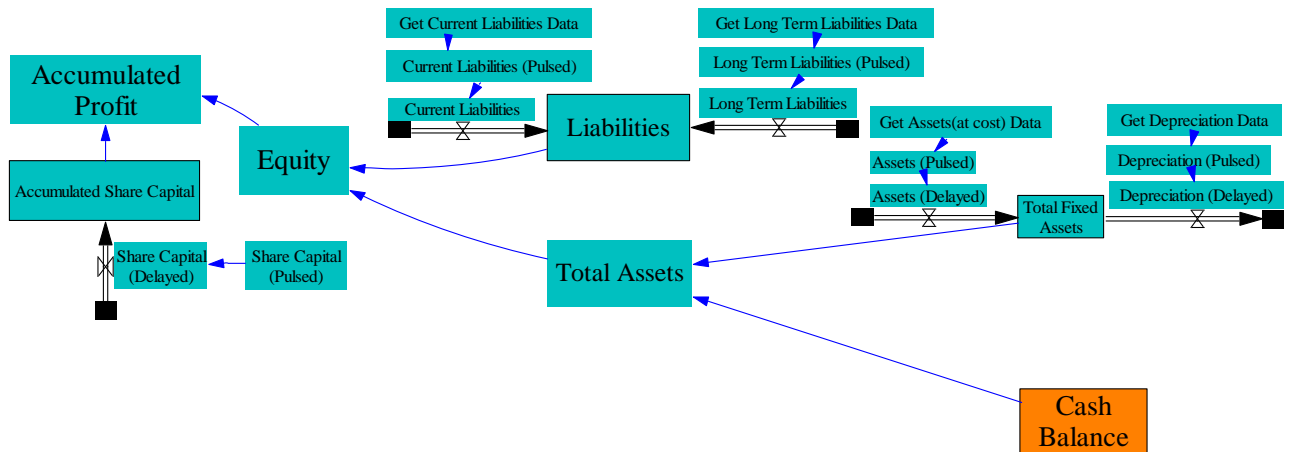 Get Current Liabilities Data
Get Long Term Liabilities Data
Current Liabilities (Pulsed)
Long Term Liabilities (Pulsed)
Accumulated
Profit
Current Liabilities
Long Term Liabilities
Liabilities
Get Assets(at cost) Data
Get Depreciation Data
Equity
Assets (Pulsed)
Depreciation (Pulsed)
Accumulated Share Capital
Assets (Delayed)
Depreciation (Delayed)
Total Fixed
Assets
Share Capital
(Delayed)
Share Capital
(Pulsed)
Total Assets
Cash
Balance